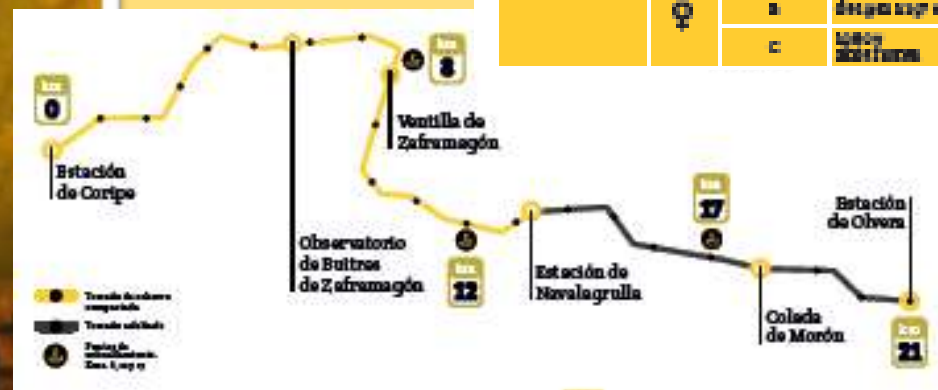 C
km
0
km
8
Ventilla de
Zaframagón
Estación
de Coripe
Observatorio
de Buitres
de Zaframagón
km
12
Estación de
Navalagrulla
km
17
Colada
de Morón
Estación
de Olvera
km
21